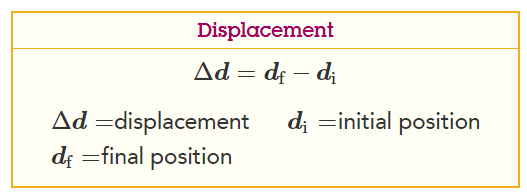 Displacement
Δd = df − di
Δd =displacement di =initial position
df =final position